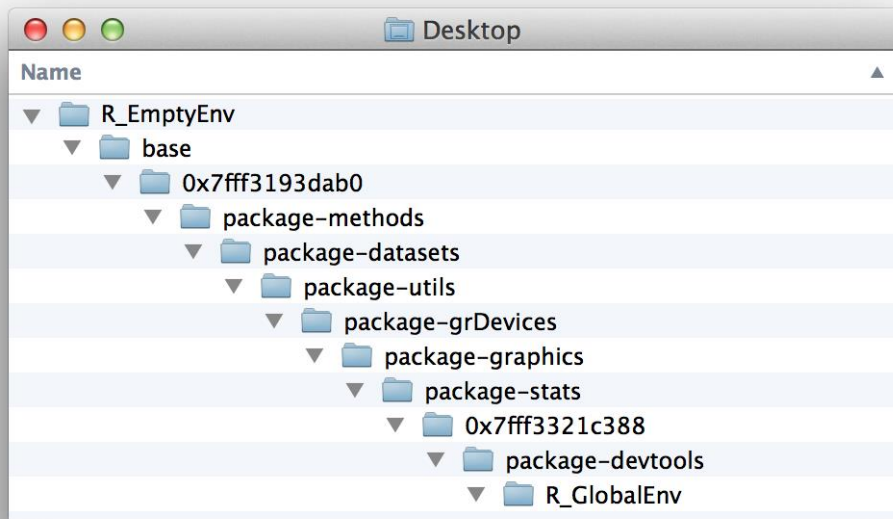 Desktop
Name
R_EmptyEnv
base
0x7fff3193dab0
package-methods
package-datasets
package-utils
package-grDevices
package-graphics
package-stats
0x7fff3321c388
package-devtools
R_GlobalEnv